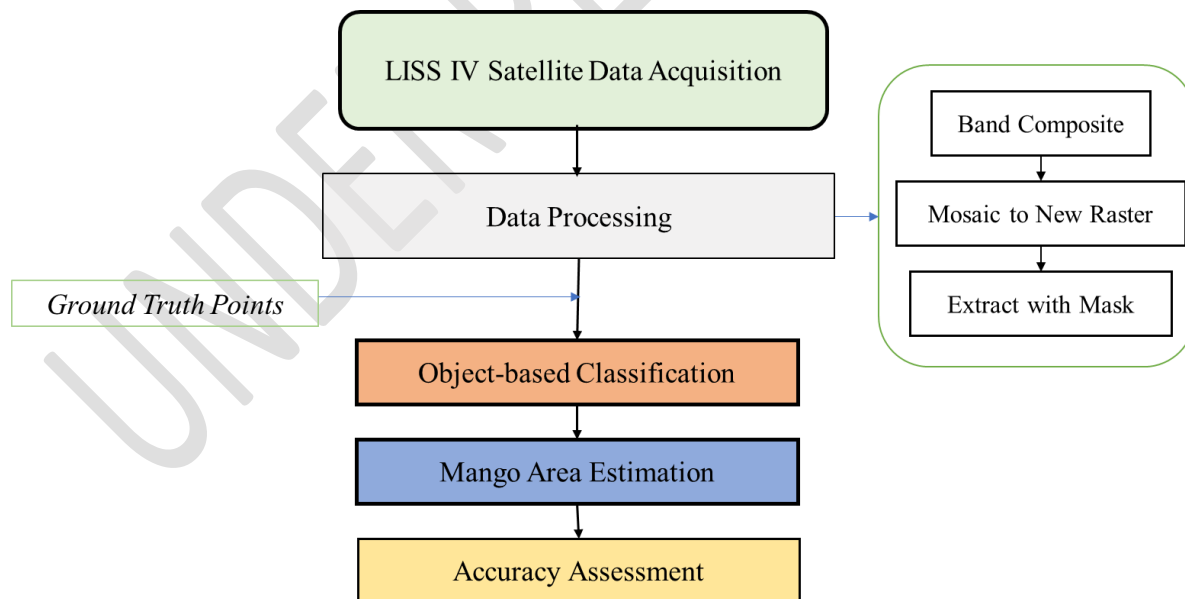 LISS IV Satellite Data Acquisition
Data Processing
Band Composite
Mosaic to New Raster
Extract with Mask
Ground Truth Points
Object-based Classification
Mango Area Estimation
Accuracy Assessment